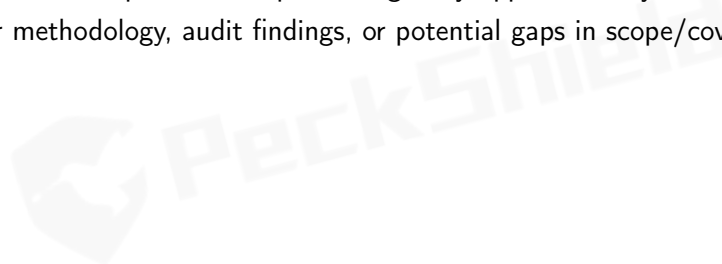 r methodology, audit findings, or potential gaps in scope/cov
PeckShield